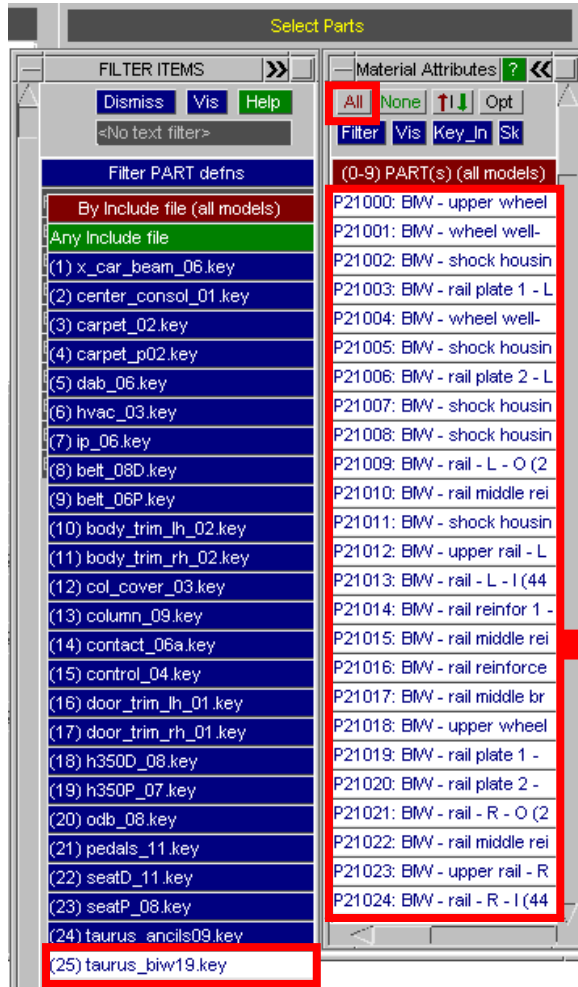 Select Parts
FILTER ITEMS
Dismiss Vis Help
<No text filter>
Filter PART defns
By Include file (all models)
Any Include file
(1) x_car_beam_06.key
(2) center_consol_01.key
(3) carpet_02.key
(4) carpet_p02.key
(5) dab_06.key
(6) hvac_03.key
(7) ip_06.key
(8) belt_08D.key
(9) belt_06P.key
(10) body_trim_lh_02.key
(11) body_trim_rh_02.key
(12) col_cover_03.key
(13) column_09.key
(14) contact_06a.key
(15) control_04.key
(16) door_trim_lh_01.key
(17) door_trim_rh_01.key
(18) h350D_08.key
(19) h350P_07.key
(20) odb_08.key
(21) pedals_11.key
(22) seatD_11.key
(23) seatP_08.key
(24) taurus_ancils09.key
(25) taurus_biw19.key
Material Attributes ?
All None Opt
Filter Vis Key_In Sk
(0-9) PART(s) (all models)
P21000: BIW - upper wheel
P21001: BIW - wheel well-
P21002: BIW - shock housin
P21003: BIW - rail plate 1 - L
P21004: BIW - wheel well-
P21005: BIW - shock housin
P21006: BIW - rail plate 2 - L
P21007: BIW - shock housin
P21008: BIW - shock housin
P21009: BIW - rail - L - O (2
P21010: BIW - rail middle rei
P21011: BIW - shock housin
P21012: BIW - upper rail - L
P21013: BIW - rail - L - I (44
P21014: BIW - rail reinfor 1 -
P21015: BIW - rail middle rei
P21016: BIW - rail reinforce
P21017: BIW - rail middle br
P21018: BIW - upper wheel
P21019: BIW - rail plate 1 -
P21020: BIW - rail plate 2 -
P21021: BIW - rail - R - O (2
P21022: BIW - rail middle rei
P21023: BIW - upper rail - R
P21024: BIW - rail - R - I (44